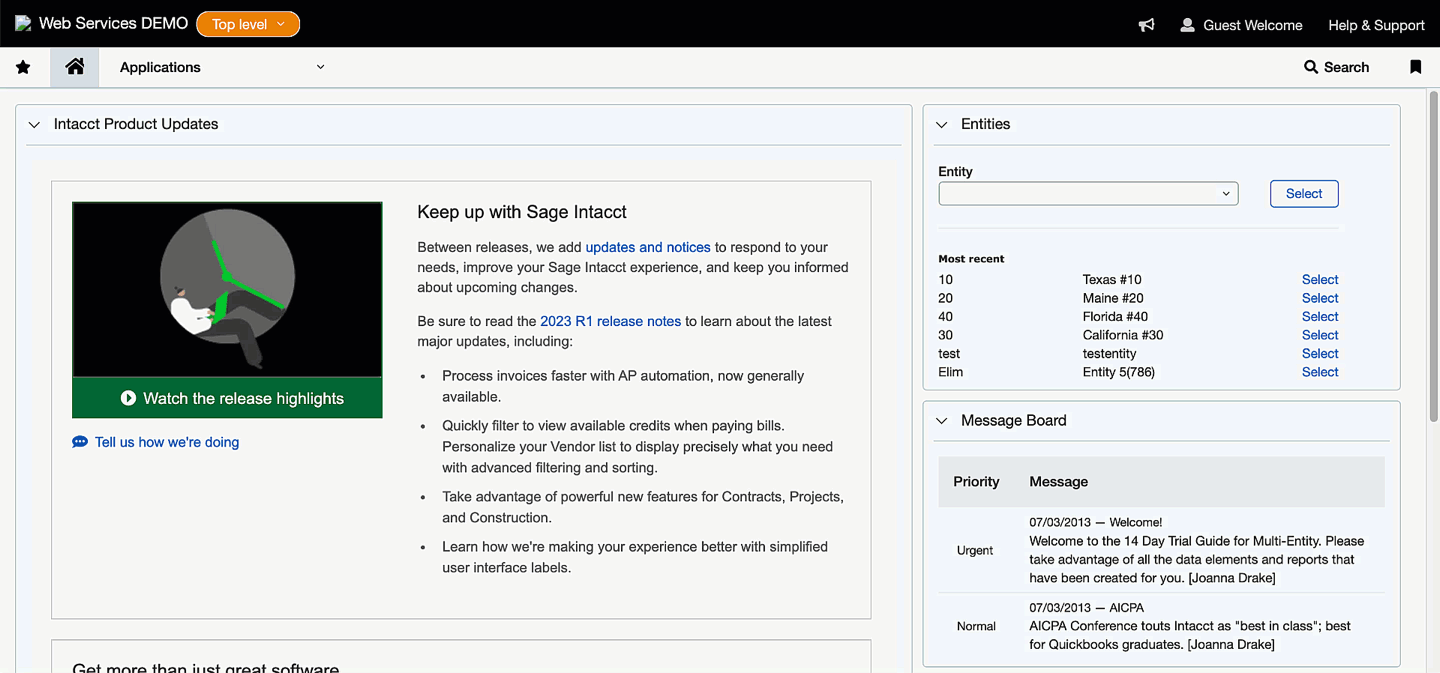 Web Services DEMO Top level Guest Welcome Help & Support
Applications Search
Intacct Product Updates
Keep up with Sage Intacct
Between releases, we add updates and notices to respond to your
needs, improve your Sage Intacct experience, and keep you informed
about upcoming changes.
Be sure to read the 2023 R1 release notes to learn about the latest
major updates, including:
• Process invoices faster with AP automation, now generally
available.
• Quickly filter to view available credits when paying bills.
Personalize your Vendor list to display precisely what you need
with advanced filtering and sorting.
• Take advantage of powerful new features for Contracts, Projects,
and Construction.
• Learn how we're making your experience better with simplified
user interface labels.
Watch the release highlights
Tell us how we're doing
Get more than just great software
Entities
Entity
Select
Most recent
10 Texas #10 Select
20 Maine #20 Select
40 Florida #40 Select
30 California #30 Select
test testentity Select
Elim Entity 5(786) Select
Message Board
Priority Message
07/03/2013 — Welcome!
Urgent Welcome to the 14 Day Trial Guide for Multi-Entity. Please
take advantage of all the data elements and reports that
have been created for you. [Joanna Drake]
07/03/2013 — AICPA
Normal AICPA Conference touts Intacct as "best in class"; best
for Quickbooks graduates. [Joanna Drake]